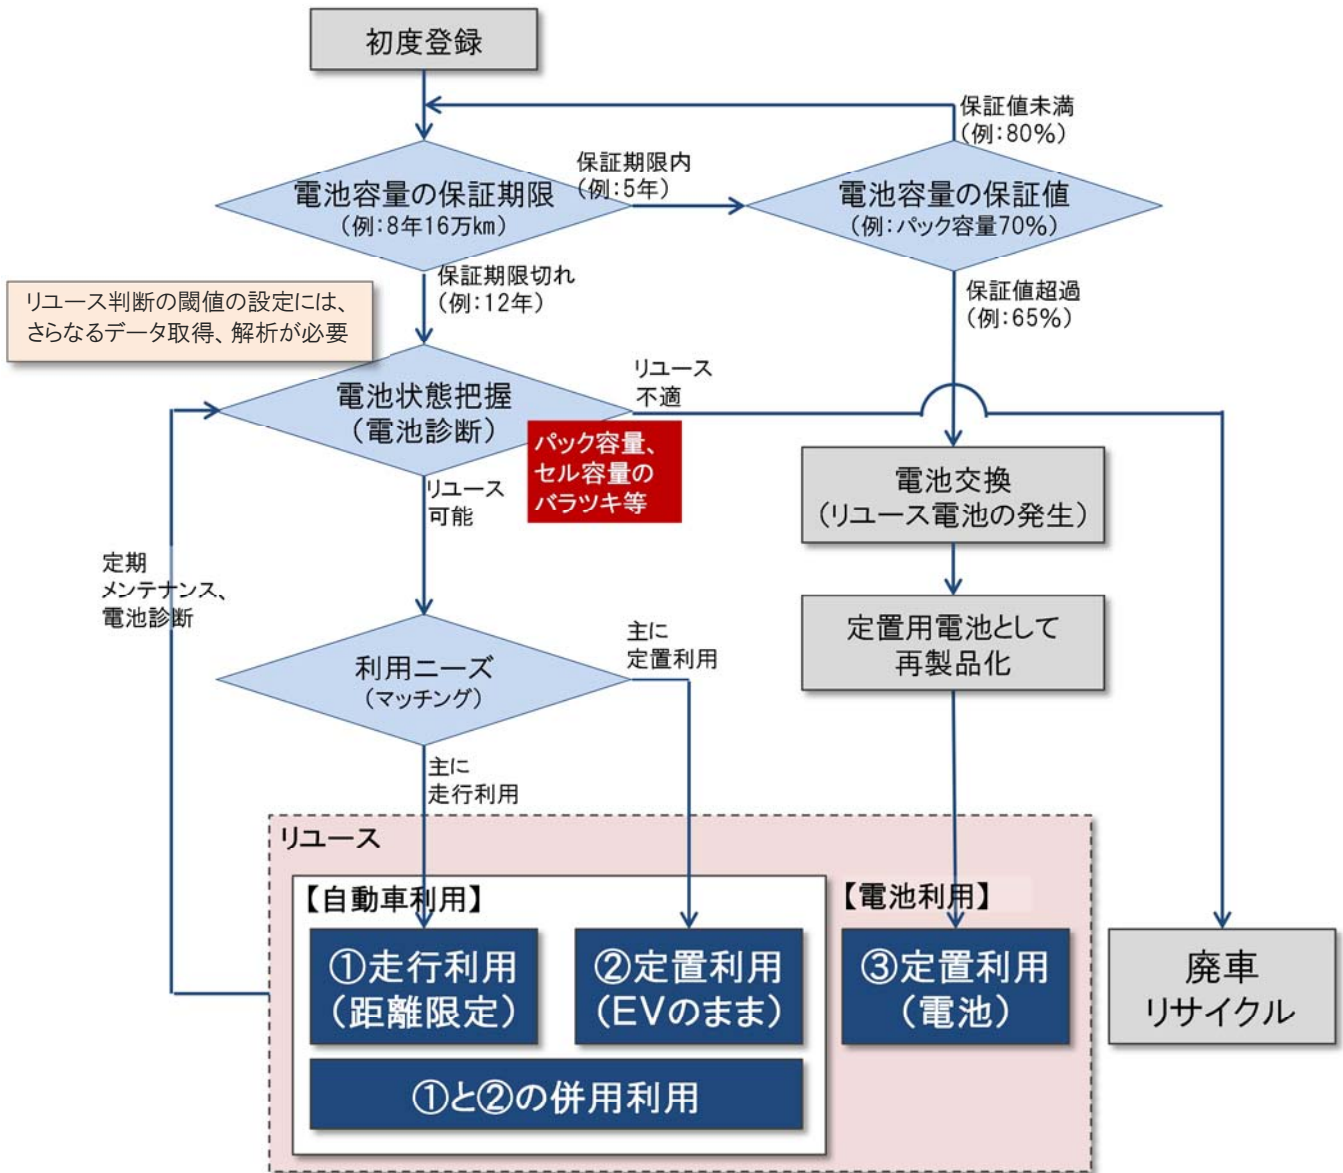 初度登録
保証値未満
(例:80%)
保証期限内
(例:5年)
電池容量の保証期限
(例:8年16万km)
電池容量の保証値
(例:パック容量70%)
保証期限切れ
(例:12年)
保証値超過
(例:65%)
リユース判断の閾値の設定には、
さらなるデータ取得、解析が必要
リユース
不適
電池状態把握
(電池診断)
パック容量、
セル容量の
バラツキ等
電池交換
(リユース電池の発生)
リユース
可能
定期
メンテナンス、
電池診断
定置用電池として
再製品化
主に
定置利用
利用ニーズ
(マッチング)
主に
走行利用
リユース
【自動車利用】
【電池利用】
①走行利用
(距離限定)
②定置利用
(EVのまま)
③定置利用
(電池)
廃車
リサイクル
①と②の併用利用